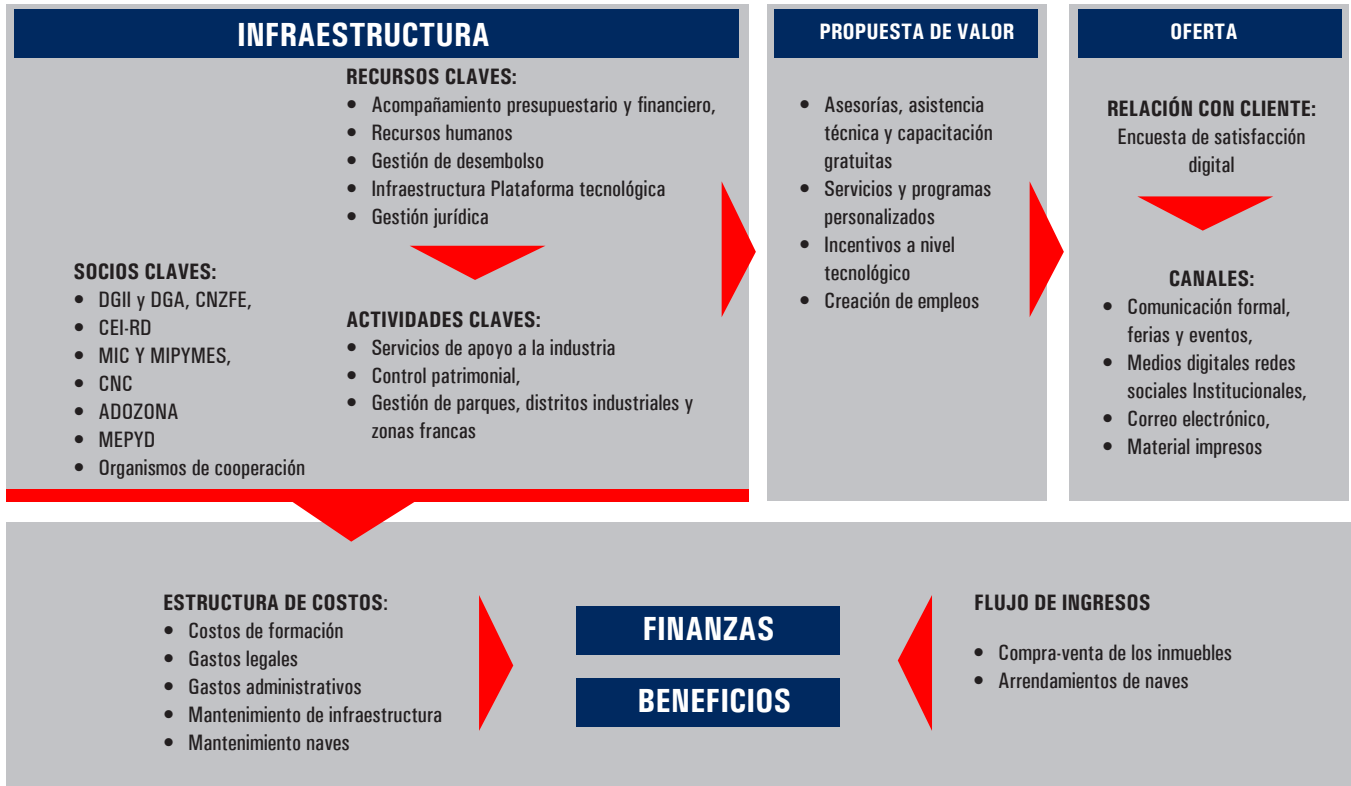 INFRAESTRUCTURA
RECURSOS CLAVES:
• Acompañamiento presupuestario y financiero,
• Recursos humanos
• Gestión de desembolso
• Infraestructura Plataforma tecnológica
• Gestión jurídica
SOCIOS CLAVES:
• DGII y DGA, CNZFE,
• CEI-RD
• MIC Y MIPYMES,
• CNC
• ADOZONA
• MEPYD
• Organismos de cooperación
ACTIVIDADES CLAVES:
• Servicios de apoyo a la industria
• Control patrimonial,
• Gestión de parques, distritos industriales y
zonas francas
PROPUESTA DE VALOR
• Asesorías, asistencia
técnica y capacitación
gratuitas
• Servicios y programas
personalizados
• Incentivos a nivel
tecnológico
• Creación de empleos
OFERTA
RELACIÓN CON CLIENTE:
Encuesta de satisfacción
digital
CANALES:
• Comunicación formal,
ferias y eventos,
• Medios digitales redes
sociales Institucionales,
• Correo electrónico,
• Material impresos
ESTRUCTURA DE COSTOS:
• Costos de formación
• Gastos legales
• Gastos administrativos
• Mantenimiento de infraestructura
• Mantenimiento naves
FINANZAS
BENEFICIOS
FLUJO DE INGRESOS
• Compra-venta de los inmuebles
• Arrendamientos de naves